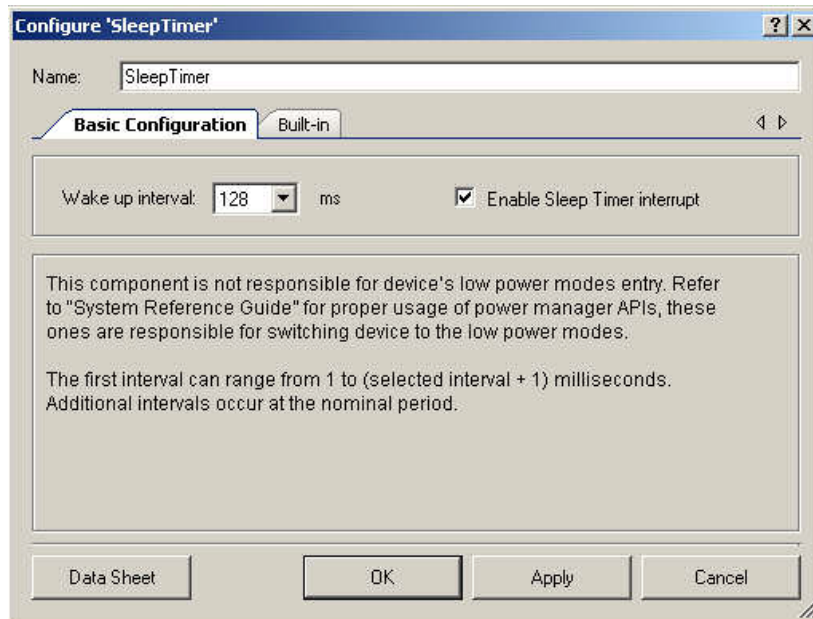 Configure 'SleepTimer'
Name: SleepTimer
Basic Configuration Built-in
Wake up interval: 128 ms Enable Sleep Timer interrupt
This component is not responsible for device's low power modes entry. Refer
to "System Reference Guide" for proper usage of power manager APIs, these
ones are responsible for switching device to the low power modes.
The first interval can range from 1 to (selected interval + 1) milliseconds.
Additional intervals occur at the nominal period.
Data Sheet OK Apply Cancel